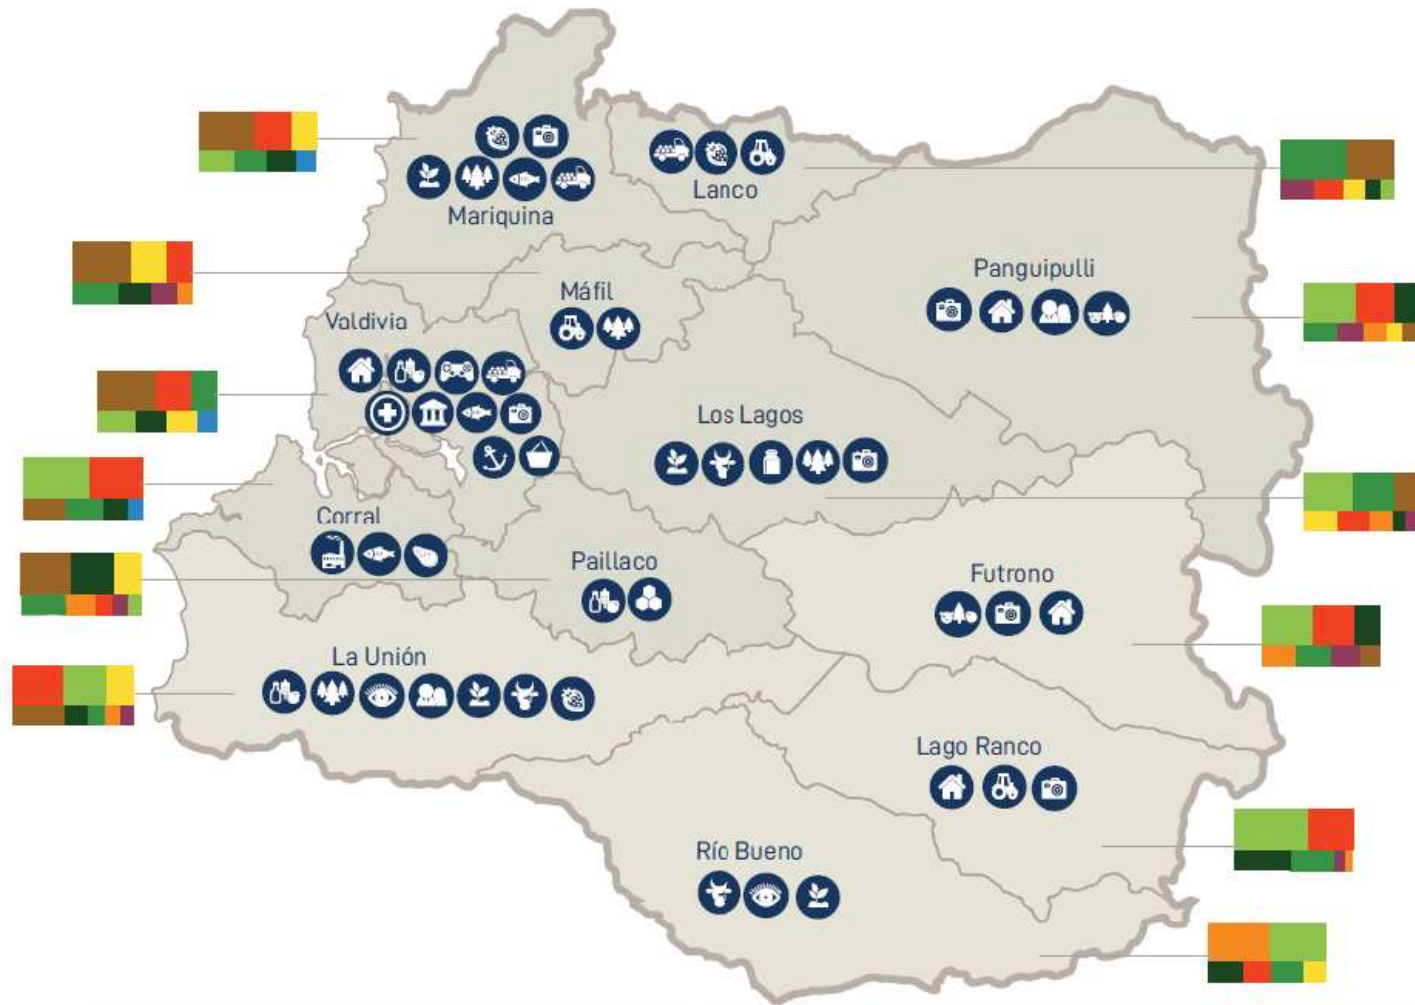 Mariquina
Lanco
Panguipulli
Máfil
Valdivia
Los Lagos
Corral
Paillaco
Futrono
La Unión
Lago Ranco
Río Bueno